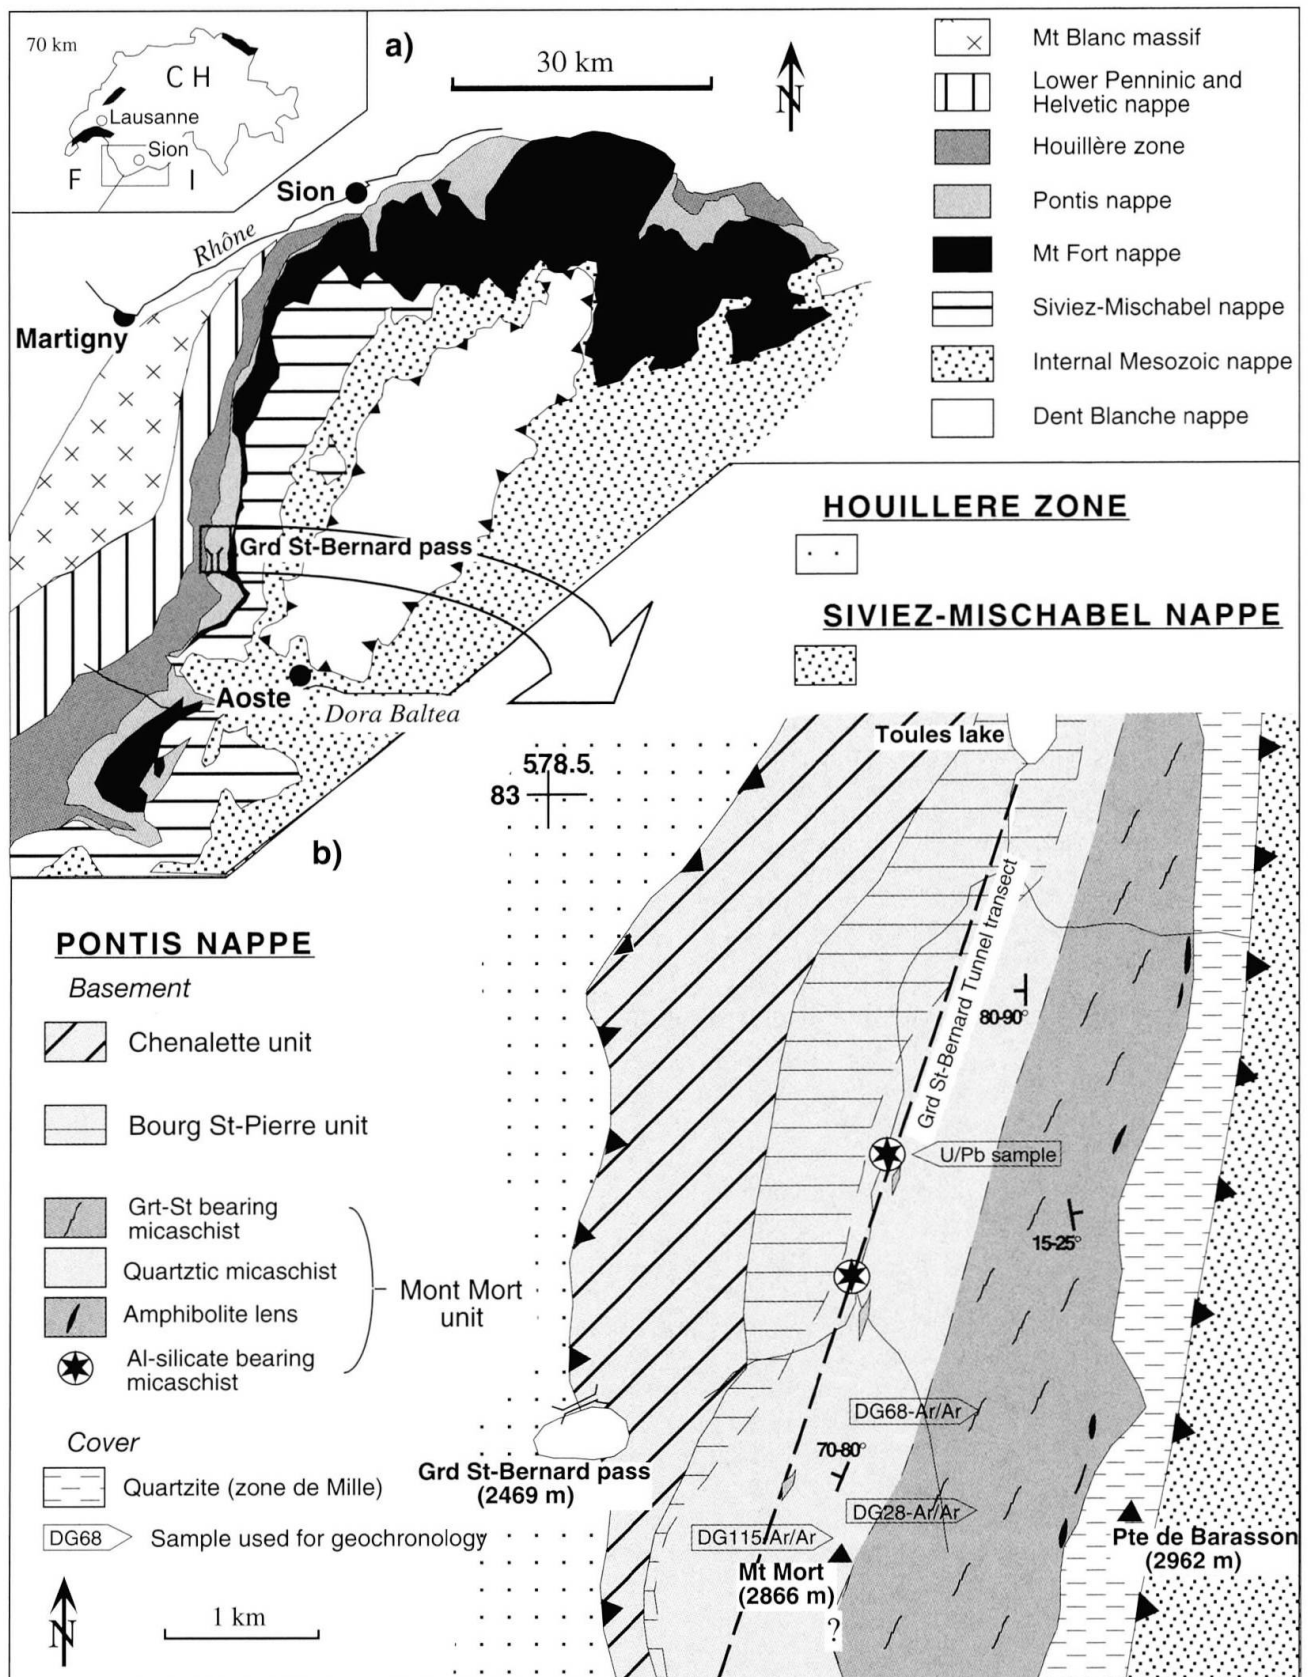 70 km
C H
Lausanne
Sion
F
I
a)
30 km
N
Mt Blanc massif
Lower Penninic and
Helvetic nappe
Houillère zone
Pontis nappe
Mt Fort nappe
Siviez-Mischabel nappe
Internal Mesozoic nappe
Dent Blanche nappe
Sion
Rhône
Martigny
Grd St-Bernard pass
Aoste
Dora Baltea
HOUILLERE ZONE
SIVIEZ-MISCHABEL NAPPE
b)
578.5
83
Toules lake
Grd St-Bernard Tunnel transect
80-90°
U/Pb sample
15-25°
DG68-Ar/Ar
70-80°
DG28-Ar/Ar
DG115-Ar/Ar
Grd St-Bernard pass
(2469 m)
Mt Mort
(2866 m)
?
Pte de Barasson
(2962 m)
PONTIS NAPPE
Basement
Chenalette unit
Bourg St-Pierre unit
Grt-St bearing
micaschist
Quartztic micaschist
Amphibolite lens
Al-silicate bearing
micaschist
Mont Mort
unit
Cover
Quartzite (zone de Mille)
DG68
Sample used for geochronology
N
1 km